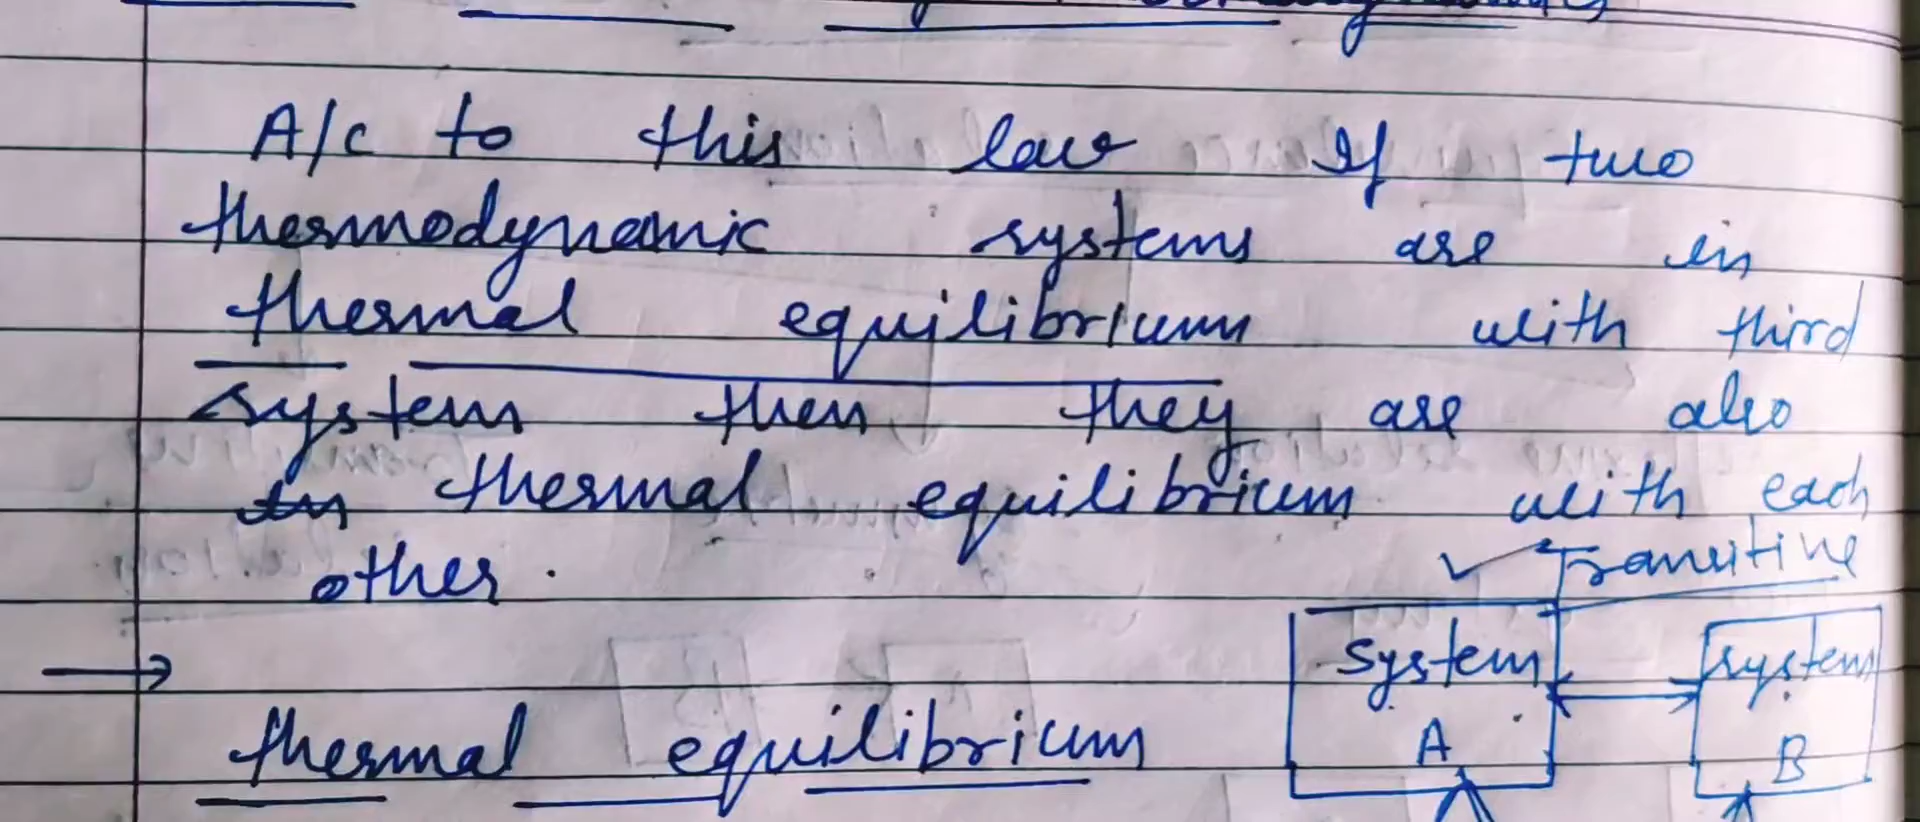 A/c to this law If two
thermodynamic systems are in
thermal equilibrium with third
system then they are also
in thermal equilibrium with each
other.
Transitive
System A
system B
→ thermal equilibrium